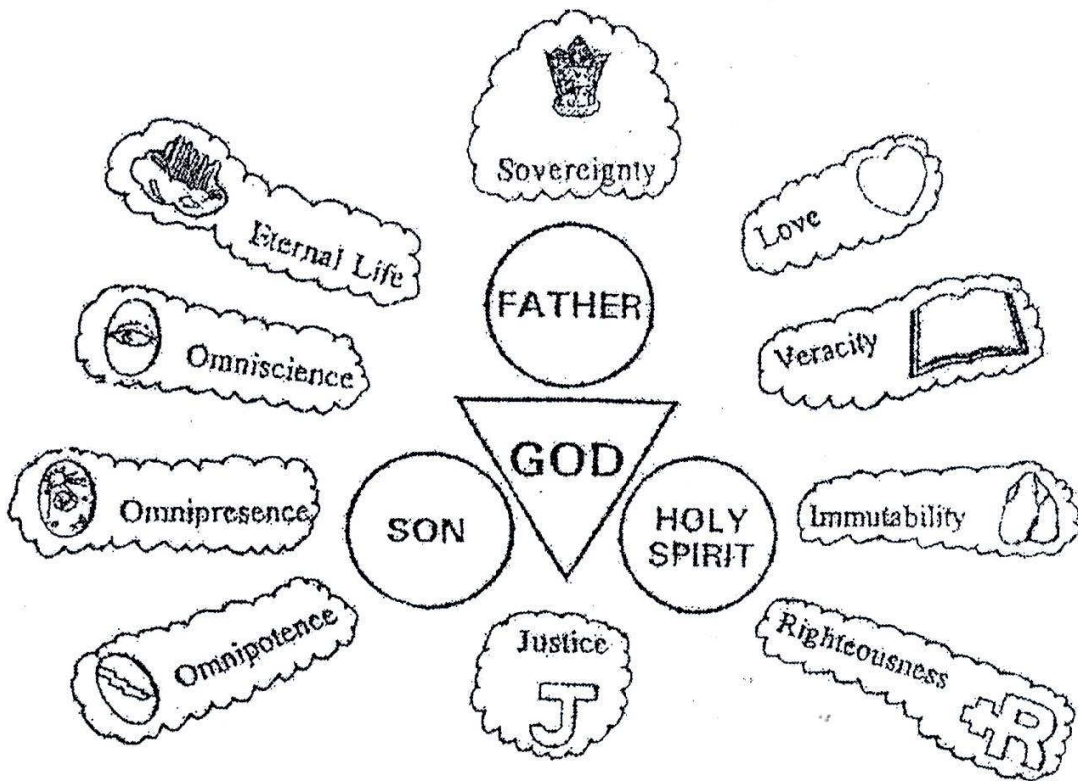 Sovereignty
Eternal Life
Love
FATHER
Omniscience
Veracity
GOD
Omnipresence
SON
HOLY
SPIRIT
Immutability
Omnipotence
Justice
J
Righteousness
+R